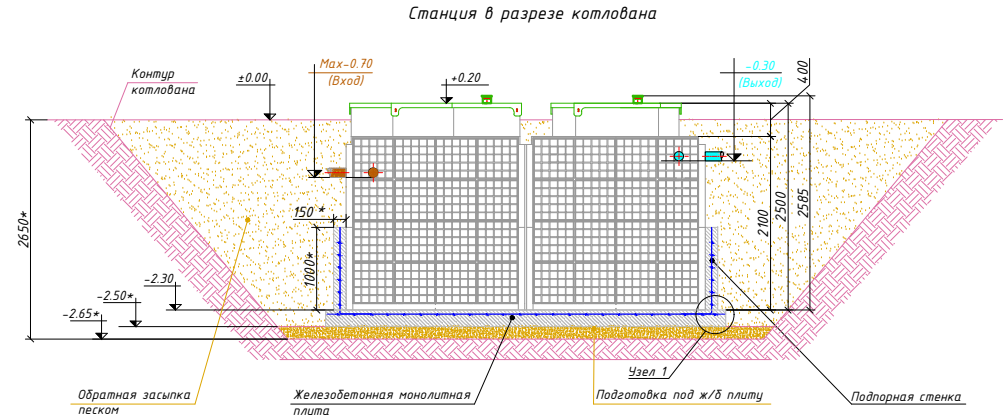 Станция в разрезе котлована
Контур
котлована
±0.00
Max-0.70
(Вход)
+0.20
-0.30
(Выход)
400
2650*
150*
1000*
2100
2500
2585
-2.30
-2.50*
-2.65*
Узел 1
Обратная засыпка
песком
Железобетонная монолитная
плита
Подготовка под ж/б плиту
Подпорная стенка